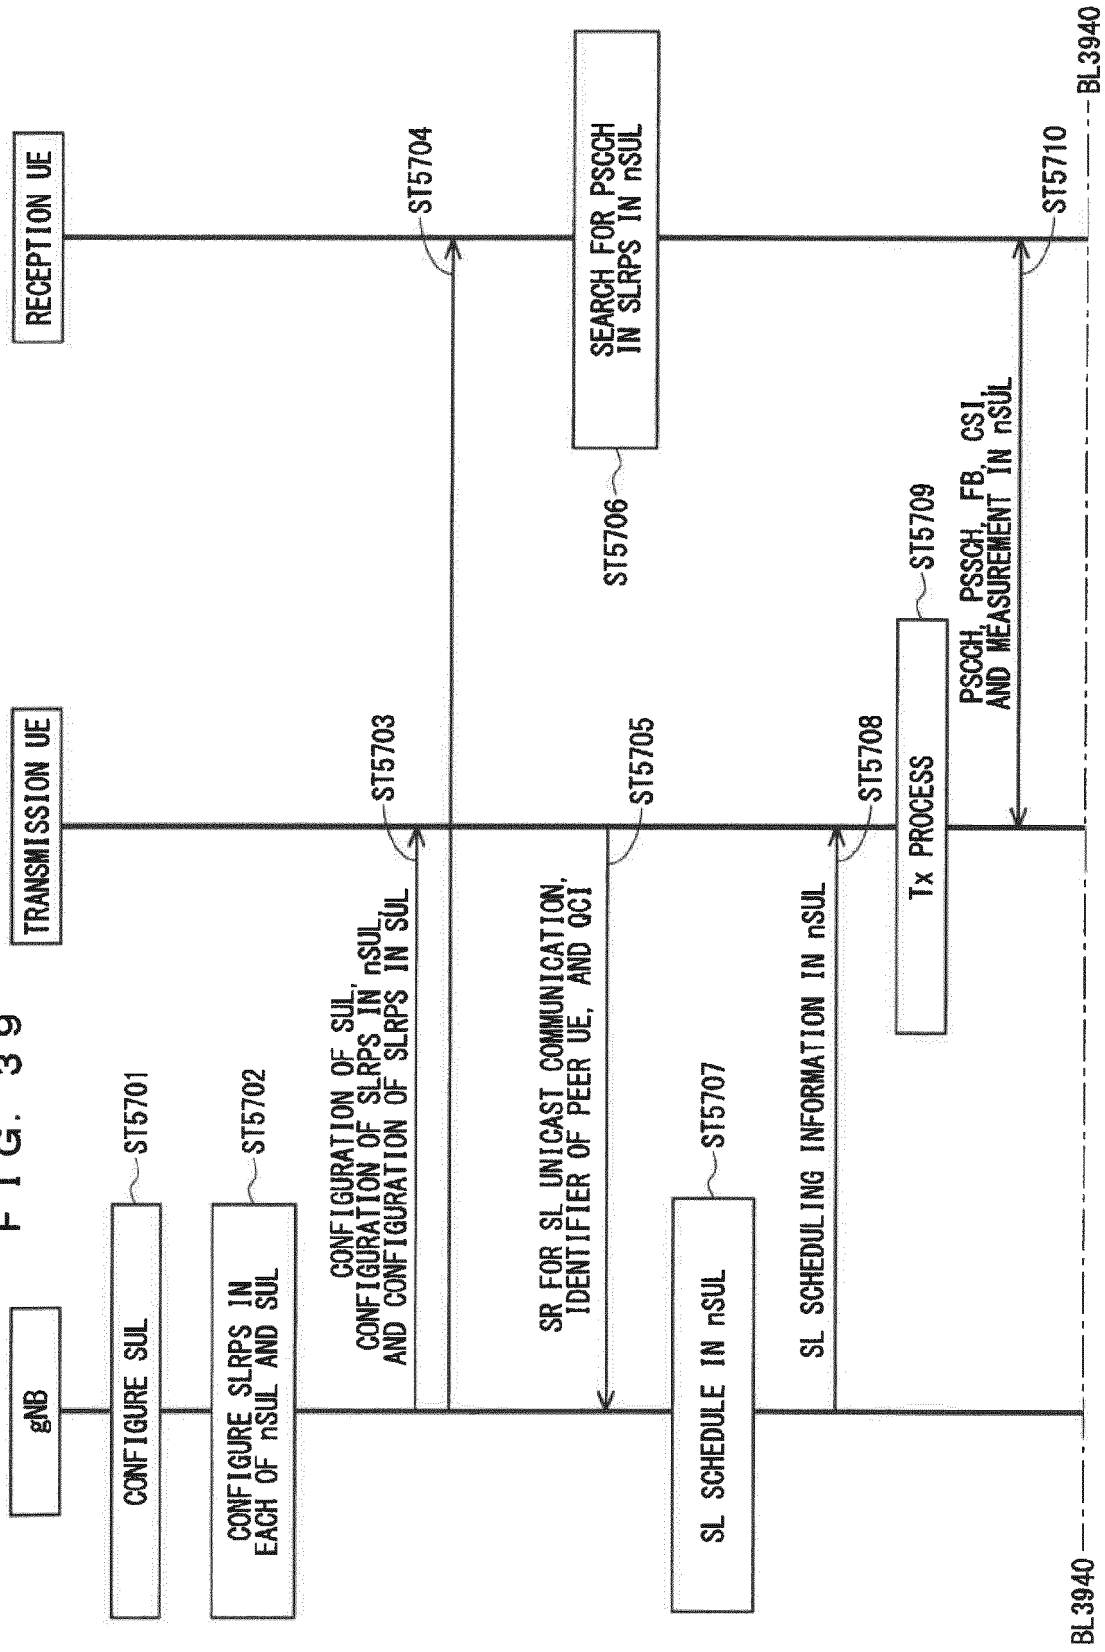 FIG. 39
gNB
TRANSMISSION UE
RECEPTION UE
CONFIGURE SUL
ST5701
CONFIGURE SLRPS IN
EACH OF nSUL AND SUL
ST5702
CONFIGURATION OF SUL,
CONFIGURATION OF SLRPS IN nSUL,
AND CONFIGURATION OF SLRPS IN SUL
ST5703
ST5704
SR FOR SL UNICAST COMMUNICATION,
IDENTIFIER OF PEER UE, AND QCI
ST5705
ST5706
SEARCH FOR PSCCH
IN SLRPS IN nSUL
SL SCHEDULE IN nSUL
ST5707
SL SCHEDULING INFORMATION IN nSUL
ST5708
Tx PROCESS
ST5709
PSCCH, PSSCH, FB, CSI,
AND MEASUREMENT IN nSUL
ST5710
BL3940
BL3940